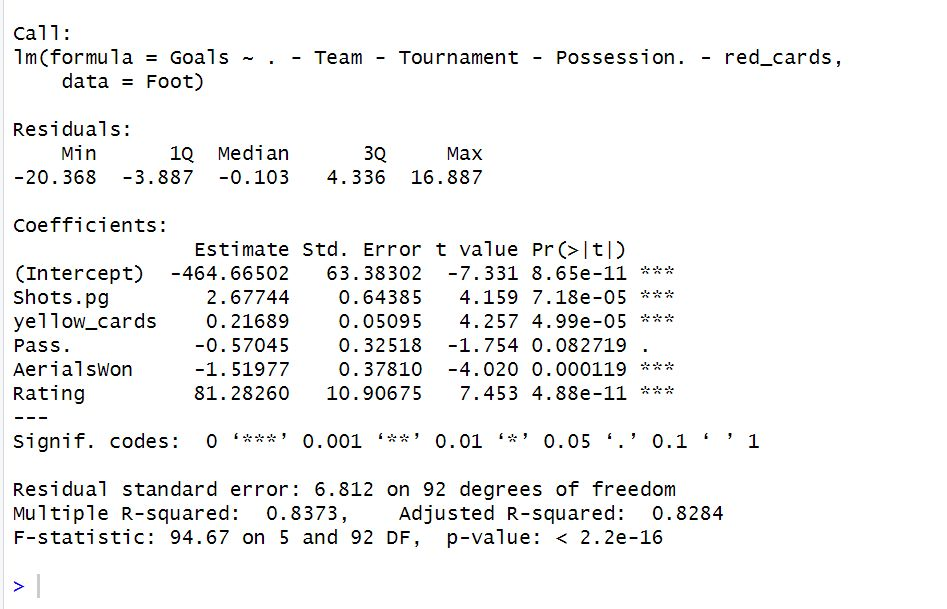 Call:
lm(formula = Goals ~ . - Team - Tournament - Possession. - red_cards,
    data = Foot)

Residuals:
    Min      1Q  Median      3Q     Max
-20.368  -3.887  -0.103   4.336  16.887

Coefficients:
               Estimate Std. Error t value Pr(>|t|)
(Intercept)  -464.66502   63.38302  -7.331 8.65e-11 ***
Shots.pg        2.67744    0.64385   4.159 7.18e-05 ***
yellow_cards    0.21689    0.05095   4.257 4.99e-05 ***
Pass.          -0.57045    0.32518  -1.754 0.082719 .
AerialsWon     -1.51977    0.37810  -4.020 0.000119 ***
Rating         81.28260   10.90675   7.453 4.88e-11 ***
---
Signif. codes:  0 ‘***’ 0.001 ‘**’ 0.01 ‘*’ 0.05 ‘.’ 0.1 ‘ ’ 1

Residual standard error: 6.812 on 92 degrees of freedom
Multiple R-squared:  0.8373,    Adjusted R-squared:  0.8284
F-statistic: 94.67 on 5 and 92 DF,  p-value: < 2.2e-16

>